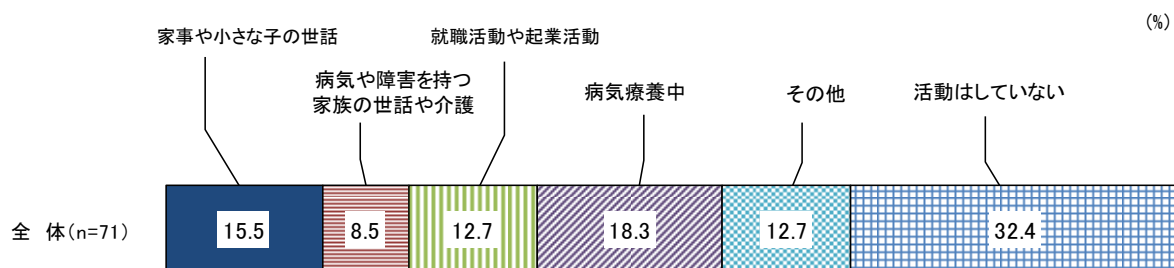 (%)
家事や小さな子の世話
就職活動や起業活動
病気や障害を持つ
家族の世話や介護
病気療養中
その他
活動はしていない
全 体(n=71)
15.5
8.5
12.7
18.3
12.7
32.4